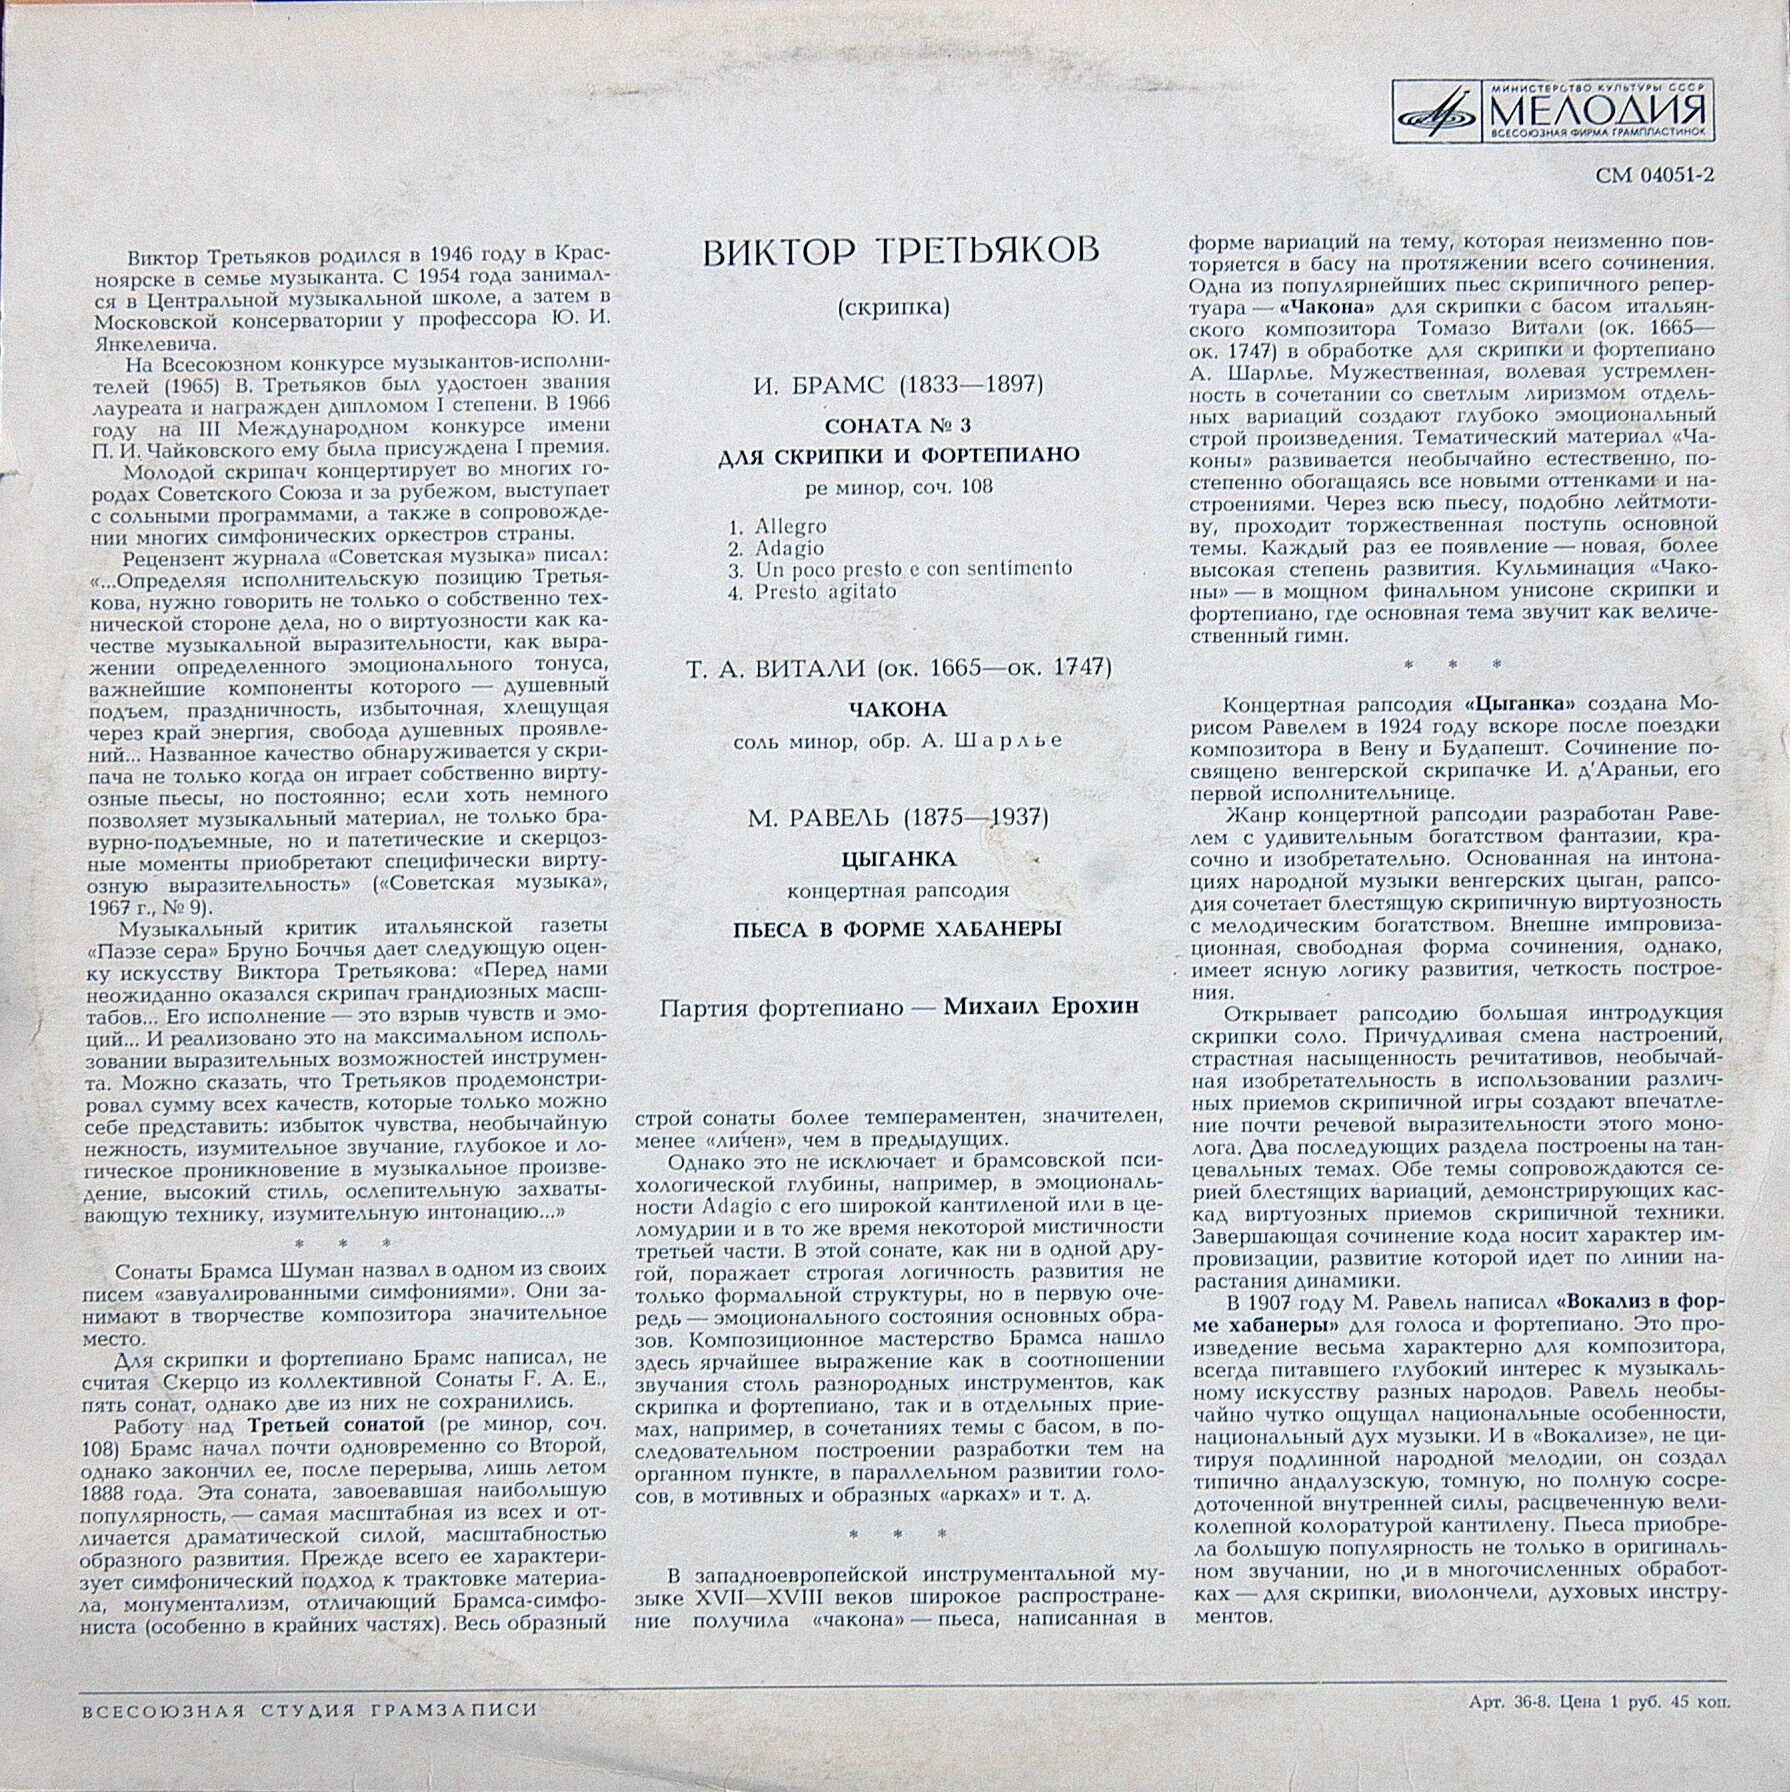 МИНИСТЕРСТВО КУЛЬТУРЫ СССР
МЕЛОДИЯ
ВСЕСОЮЗНАЯ ФИРМА ГРАМПЛАСТИНОК
СМ 04051-2
Виктор Третьяков родился в 1946 году в Крас-
ноярске в семье музыканта. С 1954 года занимал-
ся в Центральной музыкальной школе, а затем в
Московской консерватории у профессора Ю. И.
Янкелевича.
На Всесоюзном конкурсе музыкантов-исполни-
телей (1965) В. Третьяков был удостоен звания
лауреата и награжден дипломом I степени. В 1966
году на III Международном конкурсе имени
П. И. Чайковского ему была присуждена I премия.
Молодой скрипач концертирует во многих го-
родах Советского Союза и за рубежом, выступает
с сольными программами, а также в сопровожде-
нии многих симфонических оркестров страны.
Рецензент журнала «Советская музыка» писал:
«...Определяя исполнительскую позицию Третья-
кова, нужно говорить не только о собственно тех-
нической стороне дела, но о виртуозности как ка-
честве музыкальной выразительности, как выра-
жении определенного эмоционального тонуса,
важнейшие компоненты которого — душевный
подъем, праздничность, избыточная, хлещущая
через край энергия, свобода душевных проявле-
ний... Названное качество обнаруживается у скри-
пача не только когда он играет собственно вирту-
озные пьесы, но постоянно; если хоть немного
позволяет музыкальный материал, не только бра-
вурно-подъемные, но и патетические и скерцоз-
ные моменты приобретают специфически вирту-
озную выразительность» («Советская музыка»,
1967 г., № 9).
Музыкальный критик итальянской газеты
«Паэзе сера» Бруно Боччья дает следующую оцен-
ку искусству Виктора Третьякова: «Перед нами
неожиданно оказался скрипач грандиозных масш-
табов... Его исполнение — это взрыв чувств и эмо-
ций... И реализовано это на максимальном исполь-
зовании выразительных возможностей инструмен-
та. Можно сказать, что Третьяков продемонстри-
ровал сумму всех качеств, которые только можно
себе представить: избыток чувства, необычайную
нежность, изумительное звучание, глубокое и ло-
гическое проникновение в музыкальное произве-
дение, высокий стиль, ослепительную захваты-
вающую технику, изумительную интонацию...»
* * *
Сонаты Брамса Шуман назвал в одном из своих
писем «завуалированными симфониями». Они за-
нимают в творчестве композитора значительное
место.
Для скрипки и фортепиано Брамс написал, не
считая Скерцо из коллективной Сонаты F. A. E.,
пять сонат, однако две из них не сохранились.
Работу над Третьей сонатой (ре минор, соч.
108) Брамс начал почти одновременно со Второй,
однако закончил ее, после перерыва, лишь летом
1888 года. Эта соната, завоевавшая наибольшую
популярность, — самая масштабная из всех и от-
личается драматической силой, масштабностью
образного развития. Прежде всего ее характери-
зует симфонический подход к трактовке материа-
ла, монументализм, отличающий Брамса-симфо-
ниста (особенно в крайних частях). Весь образный
ВИКТОР ТРЕТЬЯКОВ
(скрипка)
И. БРАМС (1833—1897)
СОНАТА № 3
ДЛЯ СКРИПКИ И ФОРТЕПИАНО
ре минор, соч. 108
1. Allegro
2. Adagio
3. Un poco presto e con sentimento
4. Presto agitato
Т. А. ВИТАЛИ (ок. 1665—ок. 1747)
ЧАКОНА
соль минор, обр. А. Шарлье
М. РАВЕЛЬ (1875—1937)
ЦЫГАНКА
концертная рапсодия
ПЬЕСА В ФОРМЕ ХАБАНЕРЫ
Партия фортепиано — Михаил Ерохин
строй сонаты более темпераментен, значителен,
менее «личен», чем в предыдущих.
Однако это не исключает и брамсовской пси-
хологической глубины, например, в эмоциональ-
ности Adagio с его широкой кантиленой или в це-
ломудрии и в то же время некоторой мистичности
третьей части. В этой сонате, как ни в одной дру-
гой, поражает строгая логичность развития не
только формальной структуры, но в первую оче-
редь — эмоционального состояния основных обра-
зов. Композиционное мастерство Брамса нашло
здесь ярчайшее выражение как в соотношении
звучания столь разнородных инструментов, как
скрипка и фортепиано, так и в отдельных прие-
мах, например, в сочетаниях темы с басом, в по-
следовательном построении разработки тем на
органном пункте, в параллельном развитии голо-
сов, в мотивных и образных «арках» и т. д.
* * *
В западноевропейской инструментальной му-
зыке XVII—XVIII веков широкое распростране-
ние получила «чакона» — пьеса, написанная в
форме вариаций на тему, которая неизменно пов-
торяется в басу на протяжении всего сочинения.
Одна из популярнейших пьес скрипичного репер-
туара — «Чакона» для скрипки с басом итальян-
ского композитора Томазо Витали (ок. 1665—
ок. 1747) в обработке для скрипки и фортепиано
А. Шарлье. Мужественная, волевая устремлен-
ность в сочетании со светлым лиризмом отдель-
ных вариаций создают глубоко эмоциональный
строй произведения. Тематический материал «Ча-
коны» развивается необычайно естественно, по-
степенно обогащаясь все новыми оттенками и на-
строениями. Через всю пьесу, подобно лейтмоти-
ву, проходит торжественная поступь основной
темы. Каждый раз ее появление — новая, более
высокая степень развития. Кульминация «Чако-
ны» — в мощном финальном унисоне скрипки и
фортепиано, где основная тема звучит как величе-
ственный гимн.
* * *
Концертная рапсодия «Цыганка» создана Мо-
рисом Равелем в 1924 году вскоре после поездки
композитора в Вену и Будапешт. Сочинение по-
священо венгерской скрипачке И. д'Араньи, его
первой исполнительнице.
Жанр концертной рапсодии разработан Раве-
лем с удивительным богатством фантазии, кра-
сочно и изобретательно. Основанная на интона-
циях народной музыки венгерских цыган, рапсо-
дия сочетает блестящую скрипичную виртуозность
с мелодическим богатством. Внешне импровиза-
ционная, свободная форма сочинения, однако,
имеет ясную логику развития, четкость построе-
ния.
Открывает рапсодию большая интродукция
скрипки соло. Причудливая смена настроений,
страстная насыщенность речитативов, необычай-
ная изобретательность в использовании различ-
ных приемов скрипичной игры создают впечатле-
ние почти речевой выразительности этого моно-
лога. Два последующих раздела построены на тан-
цевальных темах. Обе темы сопровождаются се-
рией блестящих вариаций, демонстрирующих кас-
кад виртуозных приемов скрипичной техники.
Завершающая сочинение кода носит характер им-
провизации, развитие которой идет по линии на-
растания динамики.
В 1907 году М. Равель написал «Вокализ в фор-
ме хабанеры» для голоса и фортепиано. Это про-
изведение весьма характерно для композитора,
всегда питавшего глубокий интерес к музыкаль-
ному искусству разных народов. Равель необы-
чайно чутко ощущал национальные особенности,
национальный дух музыки. И в «Вокализе», не ци-
тируя подлинной народной мелодии, он создал
типично андалузскую, томную, но полную сосре-
доточенной внутренней силы, расцвеченную вели-
колепной колоратурой кантилену. Пьеса приобре-
ла большую популярность не только в оригиналь-
ном звучании, но и в многочисленных обработ-
ках — для скрипки, виолончели, духовых инстру-
ментов.
ВСЕСОЮЗНАЯ СТУДИЯ ГРАМЗАПИСИ
Арт. 36-8. Цена 1 руб. 45 коп.